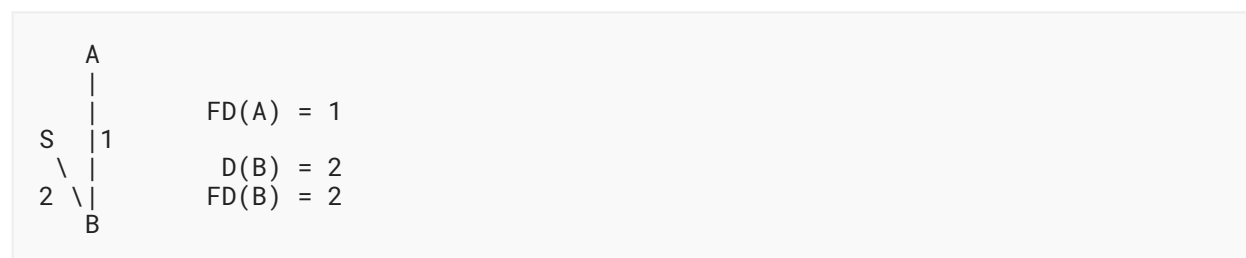 A
     |
     |       FD(A) = 1
  S  |1
   \ |        D(B) = 2
  2 \|       FD(B) = 2
     B